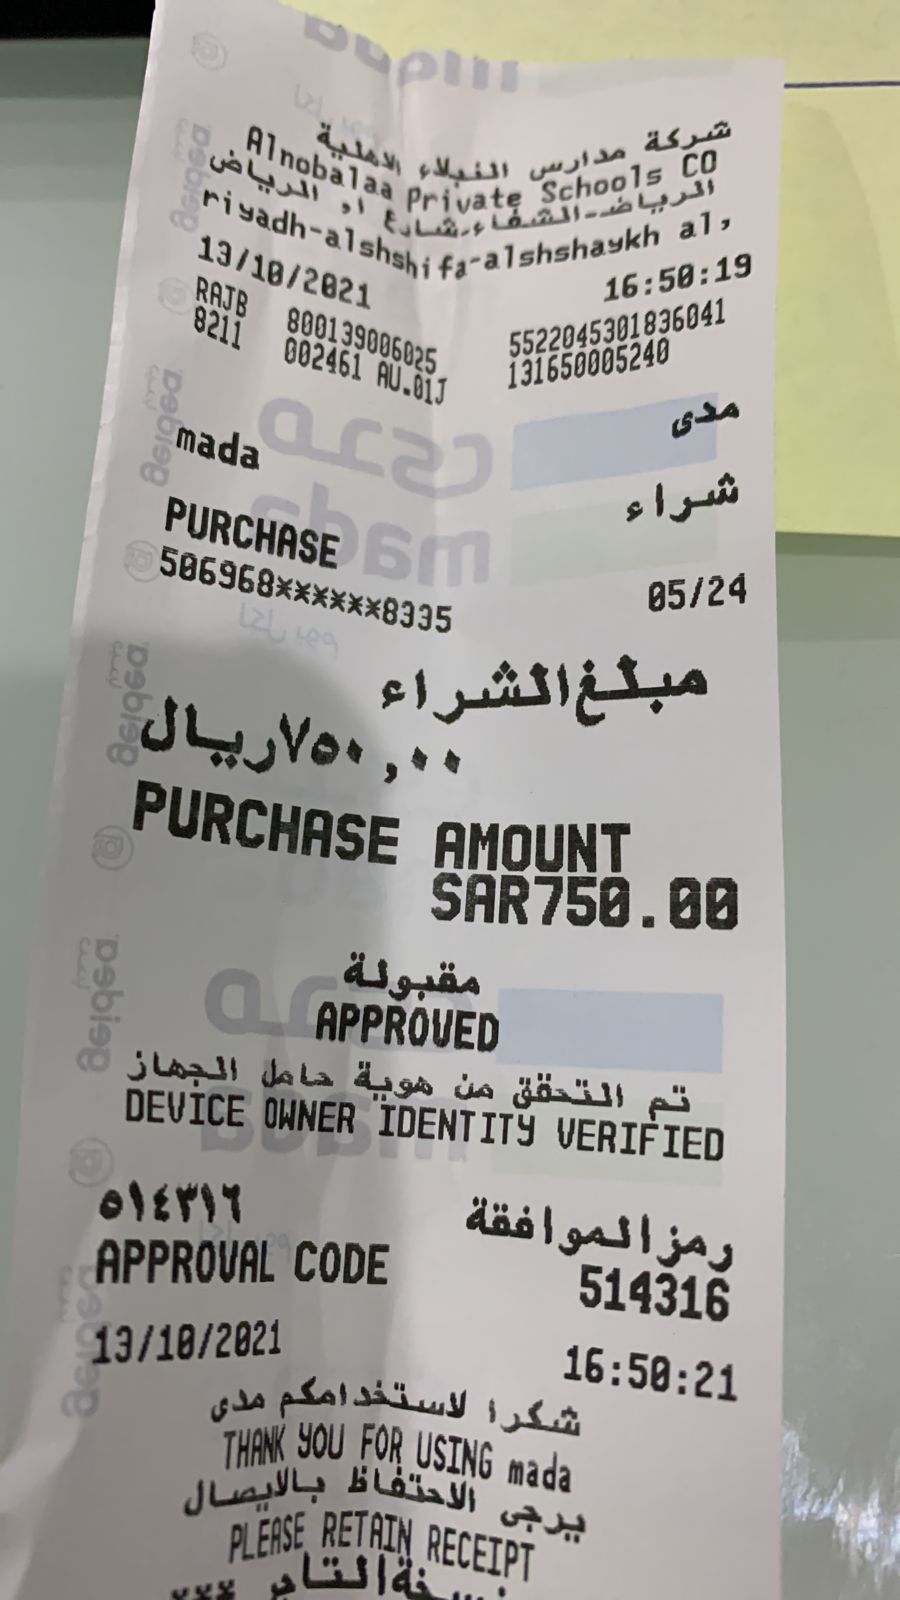 شركة مدارس النبلاء الاهلية
Alnobalaa Private Schools CO
الرياض-الشفاء-شارع ا, الرياض
riyadh-alshshifa-alshshaykh al,
13/10/2021 16:50:19
RAJB 800139006025 5522045301836041
8211 002461 AU.01J 131650005240
مدى
mada
شراء
PURCHASE
506968******8335 05/24
مبلغ الشراء
٧٥٠,٠٠ ريال
PURCHASE AMOUNT
SAR750.00
مقبولة
APPROVED
تم التحقق من هوية حامل الجهاز
DEVICE OWNER IDENTITY VERIFIED
رمز الموافقة ٥١٤٣١٦
APPROVAL CODE 514316
13/10/2021 16:50:21
شكرا لاستخدامكم مدى
THANK YOU FOR USING mada
يرجى الاحتفاظ بالايصال
PLEASE RETAIN RECEIPT
نسخة التاجر ***